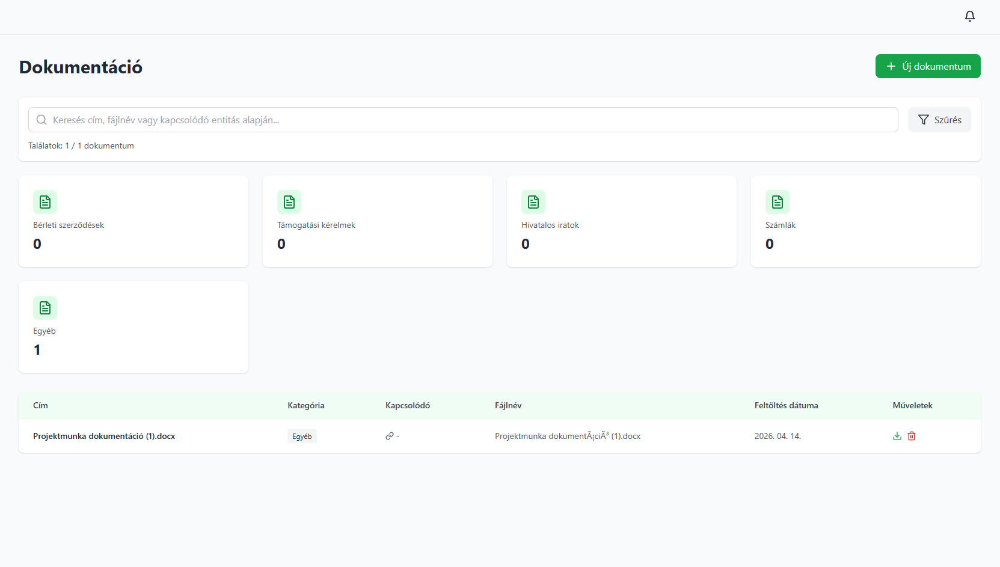 Dokumentáció
Új dokumentum
Keresés cím, fájlnév vagy kapcsolódó entitás alapján...
Szűrés
Találatok: 1 / 1 dokumentum
Bérleti szerződések
0
Támogatási kérelmek
0
Hivatalos iratok
0
Számlák
0
Egyéb
1
Cím Kategória Kapcsolódó Fájlnév Feltöltés dátuma Műveletek
Projektmunka dokumentáció (1).docx Egyéb - Projektmunka dokumentÃ¡ciÃ³ (1).docx 2026. 04. 14.